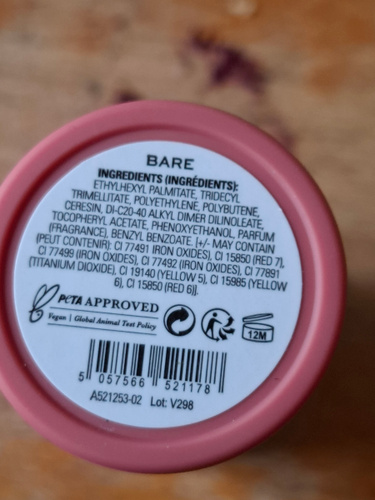 BARE
INGREDIENTS (INGRÉDIENTS):
ETHYLHEXYL PALMITATE, TRIDECYL
TRIMELLITATE, POLYETHYLENE, POLYBUTENE,
CERESIN, DI-C20-40 ALKYL DIMER DILINOLEATE,
TOCOPHERYL ACETATE, PHENOXYETHANOL, PARFUM
(FRAGRANCE), BENZYL BENZOATE. [+/- MAY CONTAIN
(PEUT CONTENIR): CI 77491 IRON OXIDES), CI 15850 (RED 7),
CI 77499 (IRON OXIDES), CI 77492 (IRON OXIDES), CI 77891
(TITANIUM DIOXIDE), CI 19140 (YELLOW 5), CI 15985 (YELLOW
6), CI 15850 (RED 6)].
PETA APPROVED
Vegan | Global Animal Test Policy
12M
5 057566 521178
A521253-02 Lot: V298